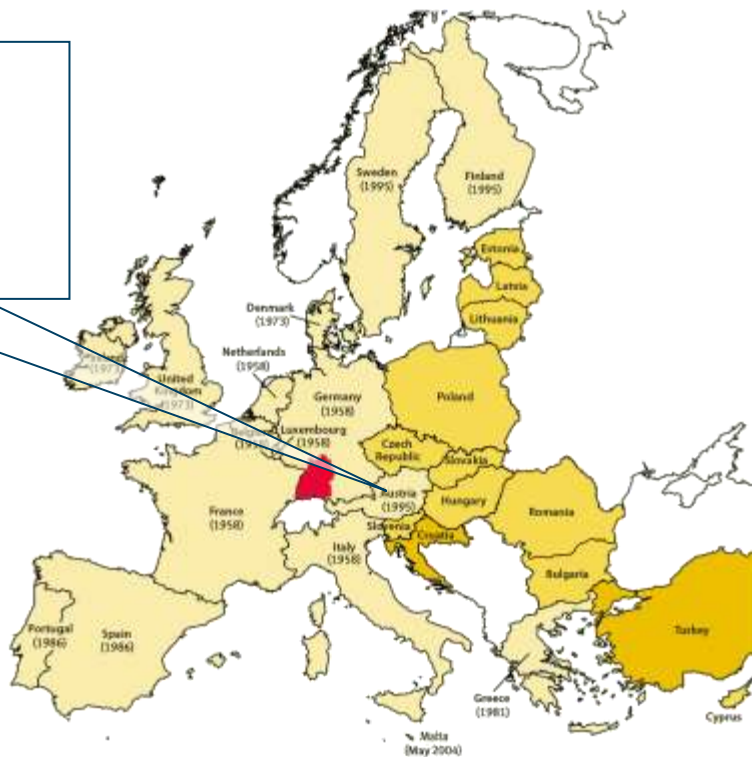 Sweden
(1995)
Finland
(1995)
Estonia
Latvia
Lithuania
Denmark
(1973)
Netherlands
(1958)
Ireland
(1973)
United
Kingdom
(1973)
Germany
(1958)
Poland
Luxembourg
(1958)
Czech
Republic
Slovakia
Austria
(1995)
Hungary
France
(1958)
Slovenia
Croatia
Romania
Italy
(1958)
Bulgaria
Portugal
(1986)
Spain
(1986)
Turkey
Greece
(1981)
Cyprus
Malta
(May 2004)